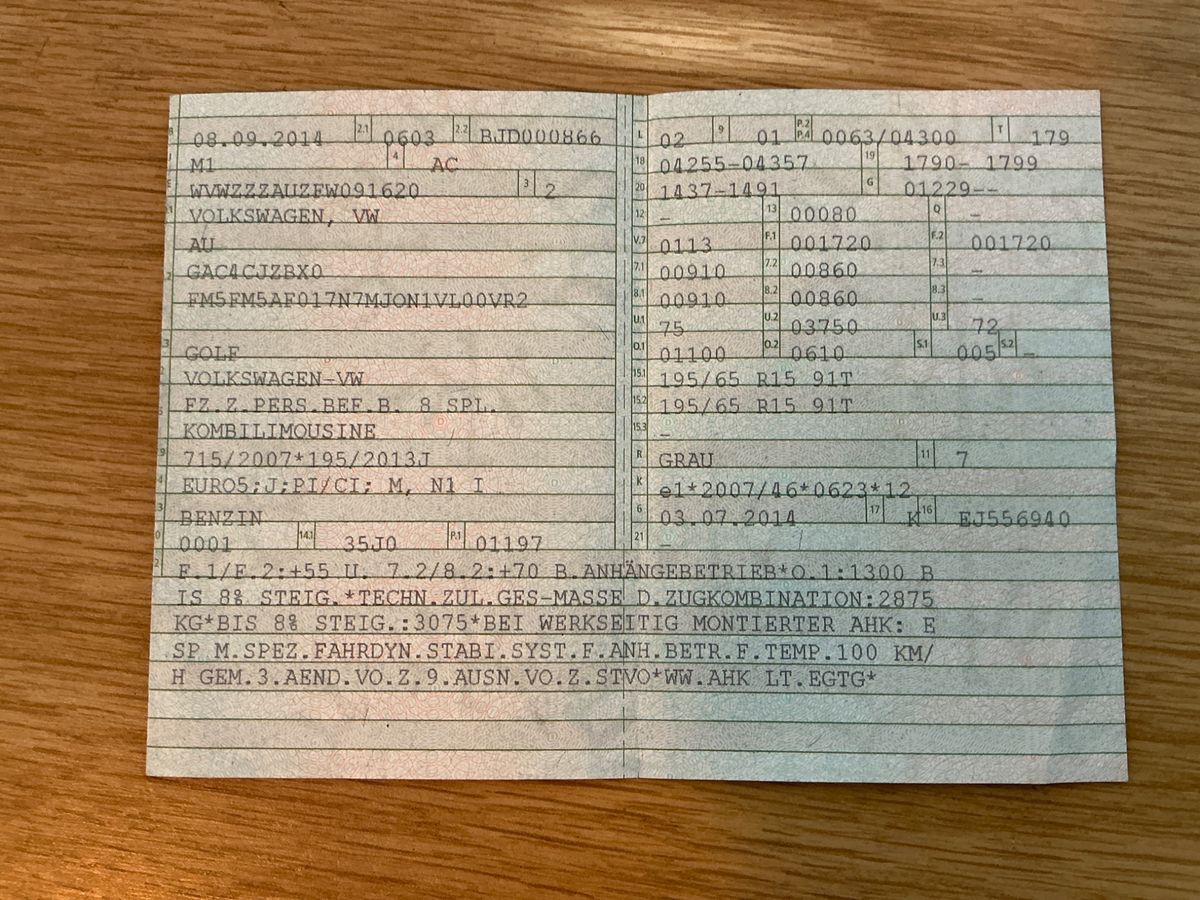 08.09.2014 2.1 0603 2.2 BJD000866
M1 4 AC
WVWZZZAUZFW091620 3 2
VOLKSWAGEN, VW
AU
GAC4CJZBX0
FM5FM5AF017N7MJON1VL00VR2
GOLF
VOLKSWAGEN-VW
FZ.Z.PERS.BEF.B. 8 SPL.
KOMBILIMOUSINE
715/2007*195/2013J
EURO5;J;PI/CI; M, N1 I
BENZIN
0001 14.1 35J0 P.1 01197
L 02 9 01 P.2 P.4 0063/04300 T 179
18 04255-04357 19 1790- 1799
20 1437-1491 G 01229--
12 - 13 00080 Q -
V.7 0113 F.1 001720 F.2 001720
7.1 00910 7.2 00860 7.3 -
8.1 00910 8.2 00860 8.3 -
U.1 75 U.2 03750 U.3 72
O.1 01100 O.2 0610 S.1 005 S.2 -
15.1 195/65 R15 91T
15.2 195/65 R15 91T
15.3 -
R GRAU 11 7
K e1*2007/46*0623*12
6 03.07.2014 17 K 16 EJ556940
21 -
F.1/F.2:+55 U. 7.2/8.2:+70 B.ANHÄNGEBETRIEB*O.1:1300 B
IS 8% STEIG.*TECHN.ZUL.GES-MASSE D.ZUGKOMBINATION:2875
KG*BIS 8% STEIG.:3075*BEI WERKSEITIG MONTIERTER AHK: E
SP M.SPEZ.FAHRDYN.STABI.SYST.F.ANH.BETR.F.TEMP.100 KM/
H GEM.3.AEND.VO.Z.9.AUSN.VO.Z.STVO*WW.AHK LT.EGTG*